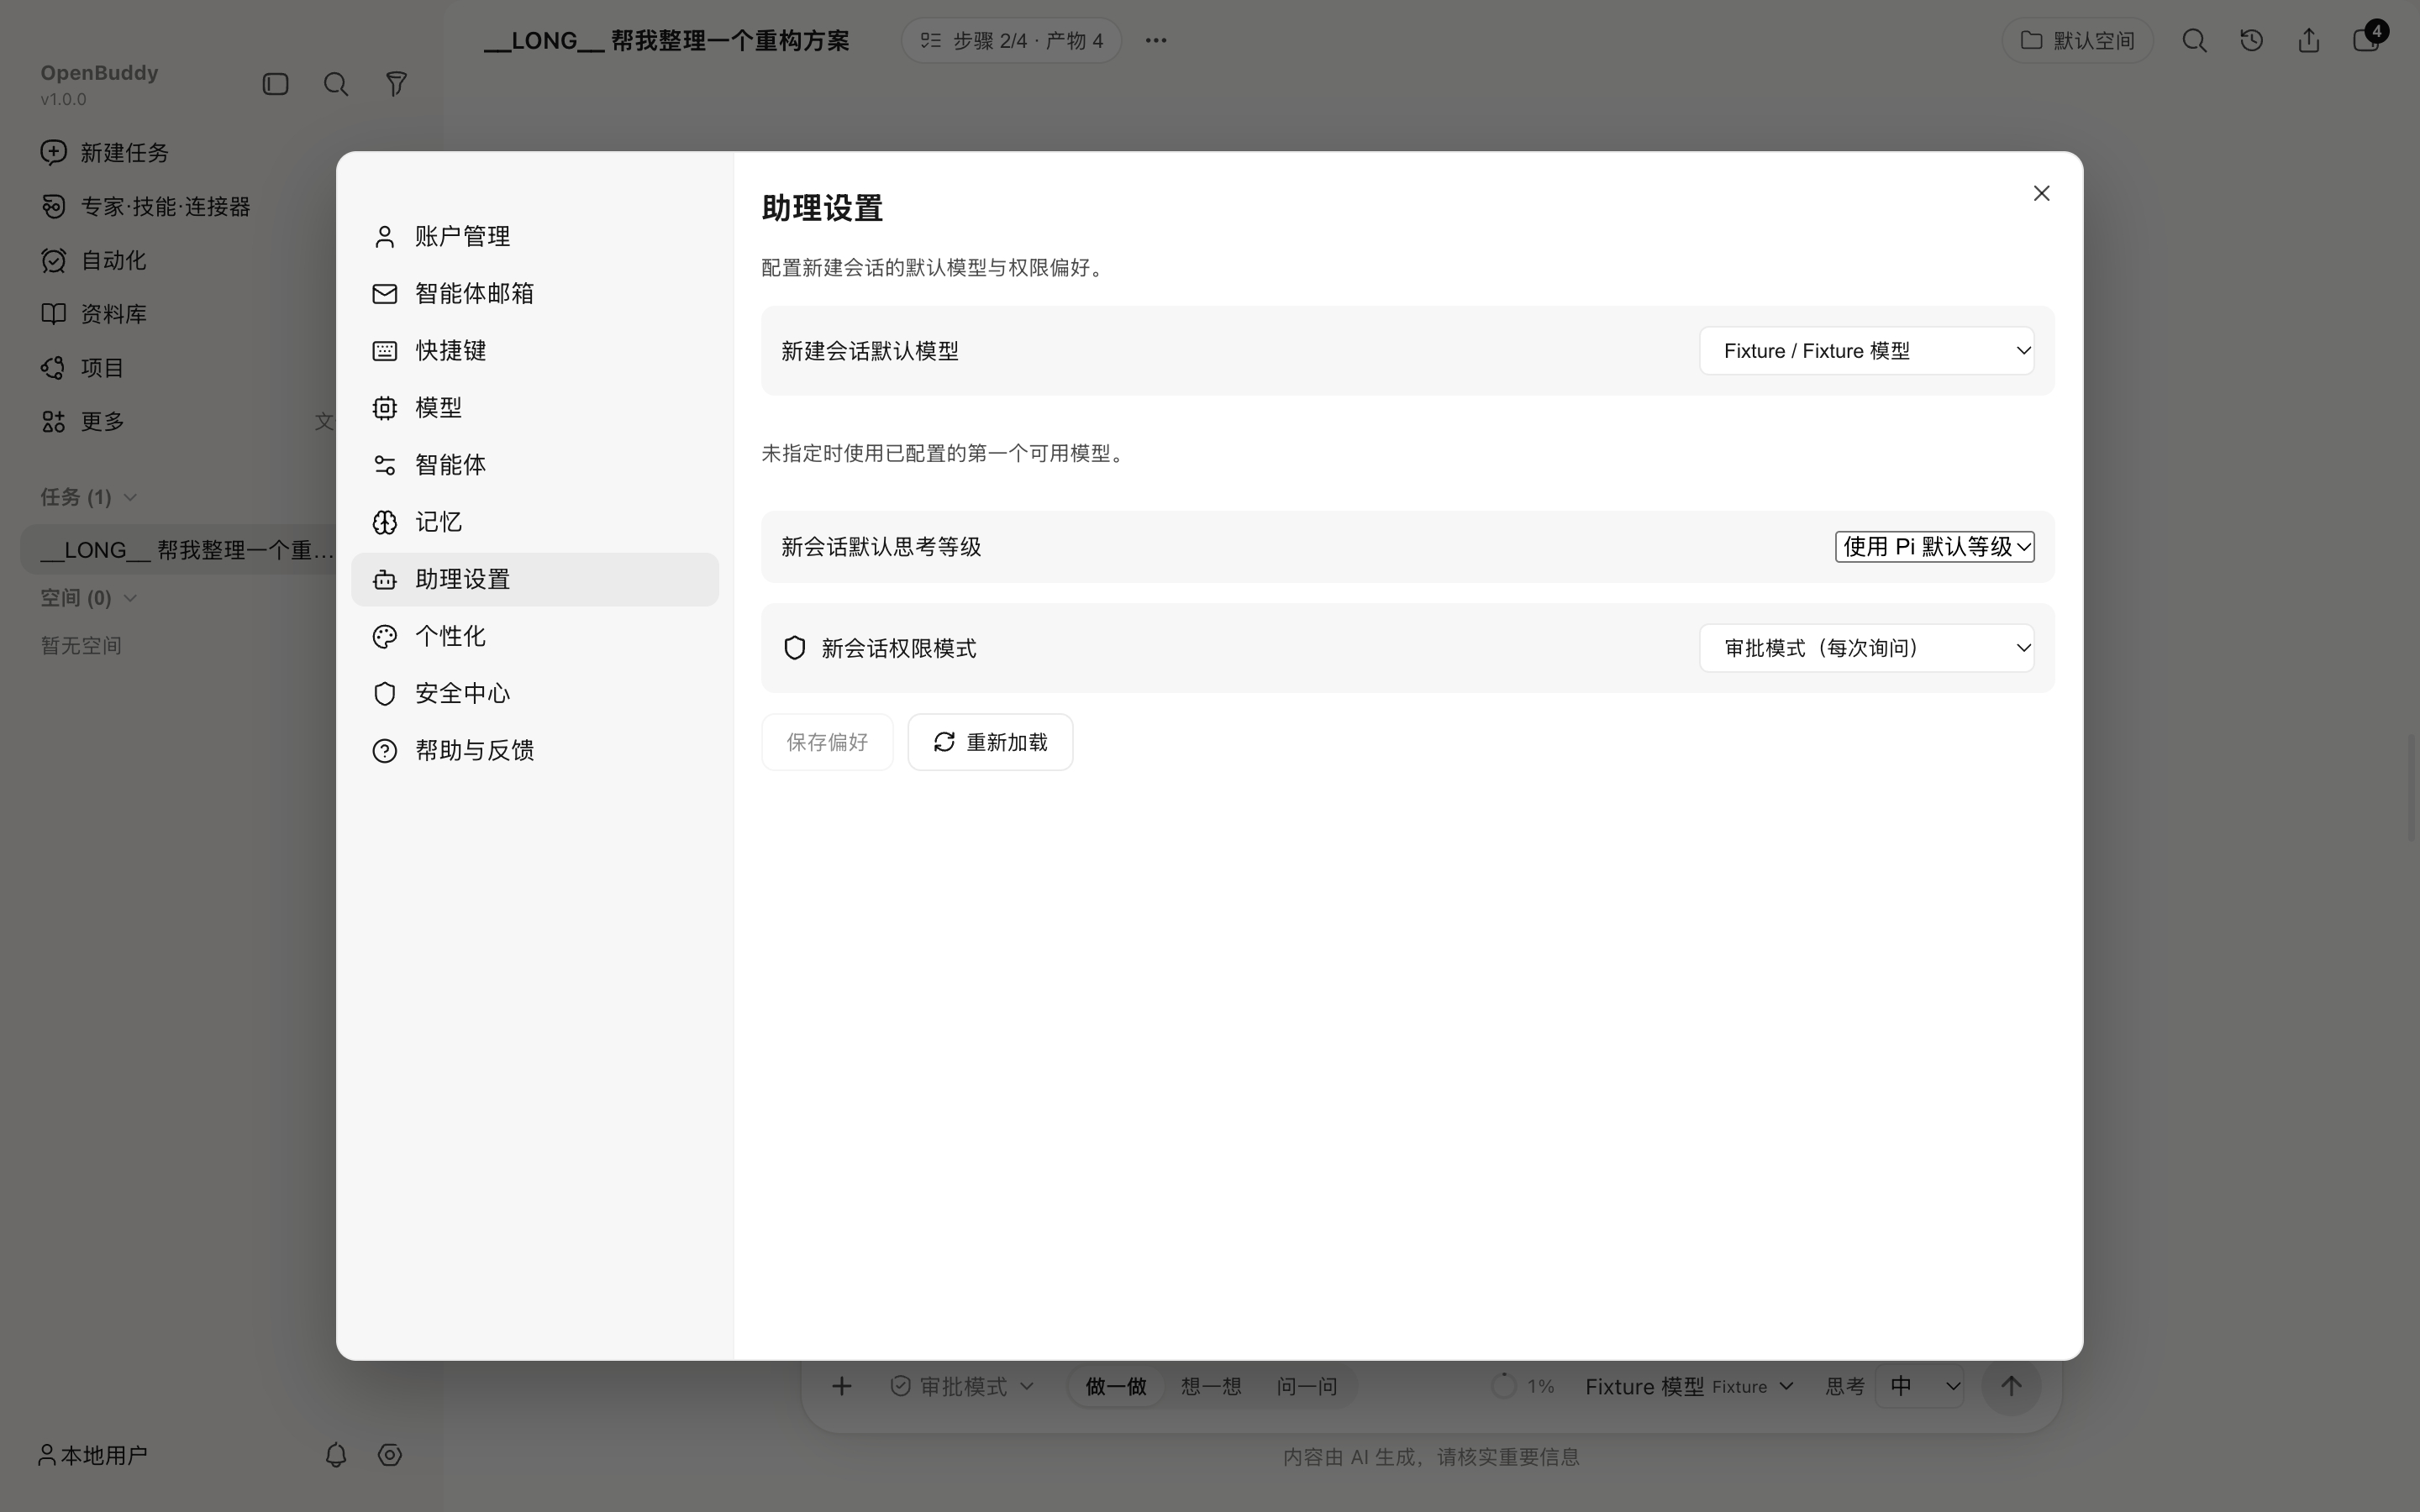 OpenBuddy
v1.0.0
新建任务
专家·技能·连接器
自动化
资料库
项目
更多
文
任务 (1)
__LONG__ 帮我整理一个重…
空间 (0)
暂无空间
本地用户
__LONG__ 帮我整理一个重构方案
步骤 2/4 · 产物 4
默认空间
4
账户管理
智能体邮箱
快捷键
模型
智能体
记忆
助理设置
个性化
安全中心
帮助与反馈
助理设置
配置新建会话的默认模型与权限偏好。
新建会话默认模型
Fixture / Fixture 模型
未指定时使用已配置的第一个可用模型。
新会话默认思考等级
使用 Pi 默认等级
新会话权限模式
审批模式（每次询问）
保存偏好
重新加载
审批模式
做一做
想一想
问一问
1%
Fixture 模型 Fixture
思考
中
内容由 AI 生成，请核实重要信息